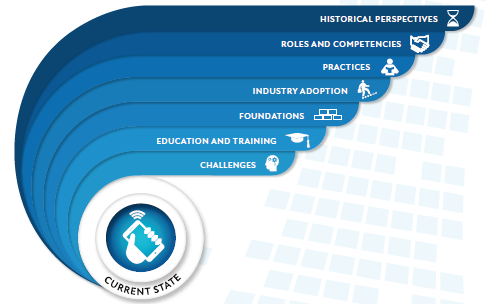 HISTORICAL PERSPECTIVES
ROLES AND COMPETENCIES
PRACTICES
INDUSTRY ADOPTION
FOUNDATIONS
EDUCATION AND TRAINING
CHALLENGES
CURRENT STATE